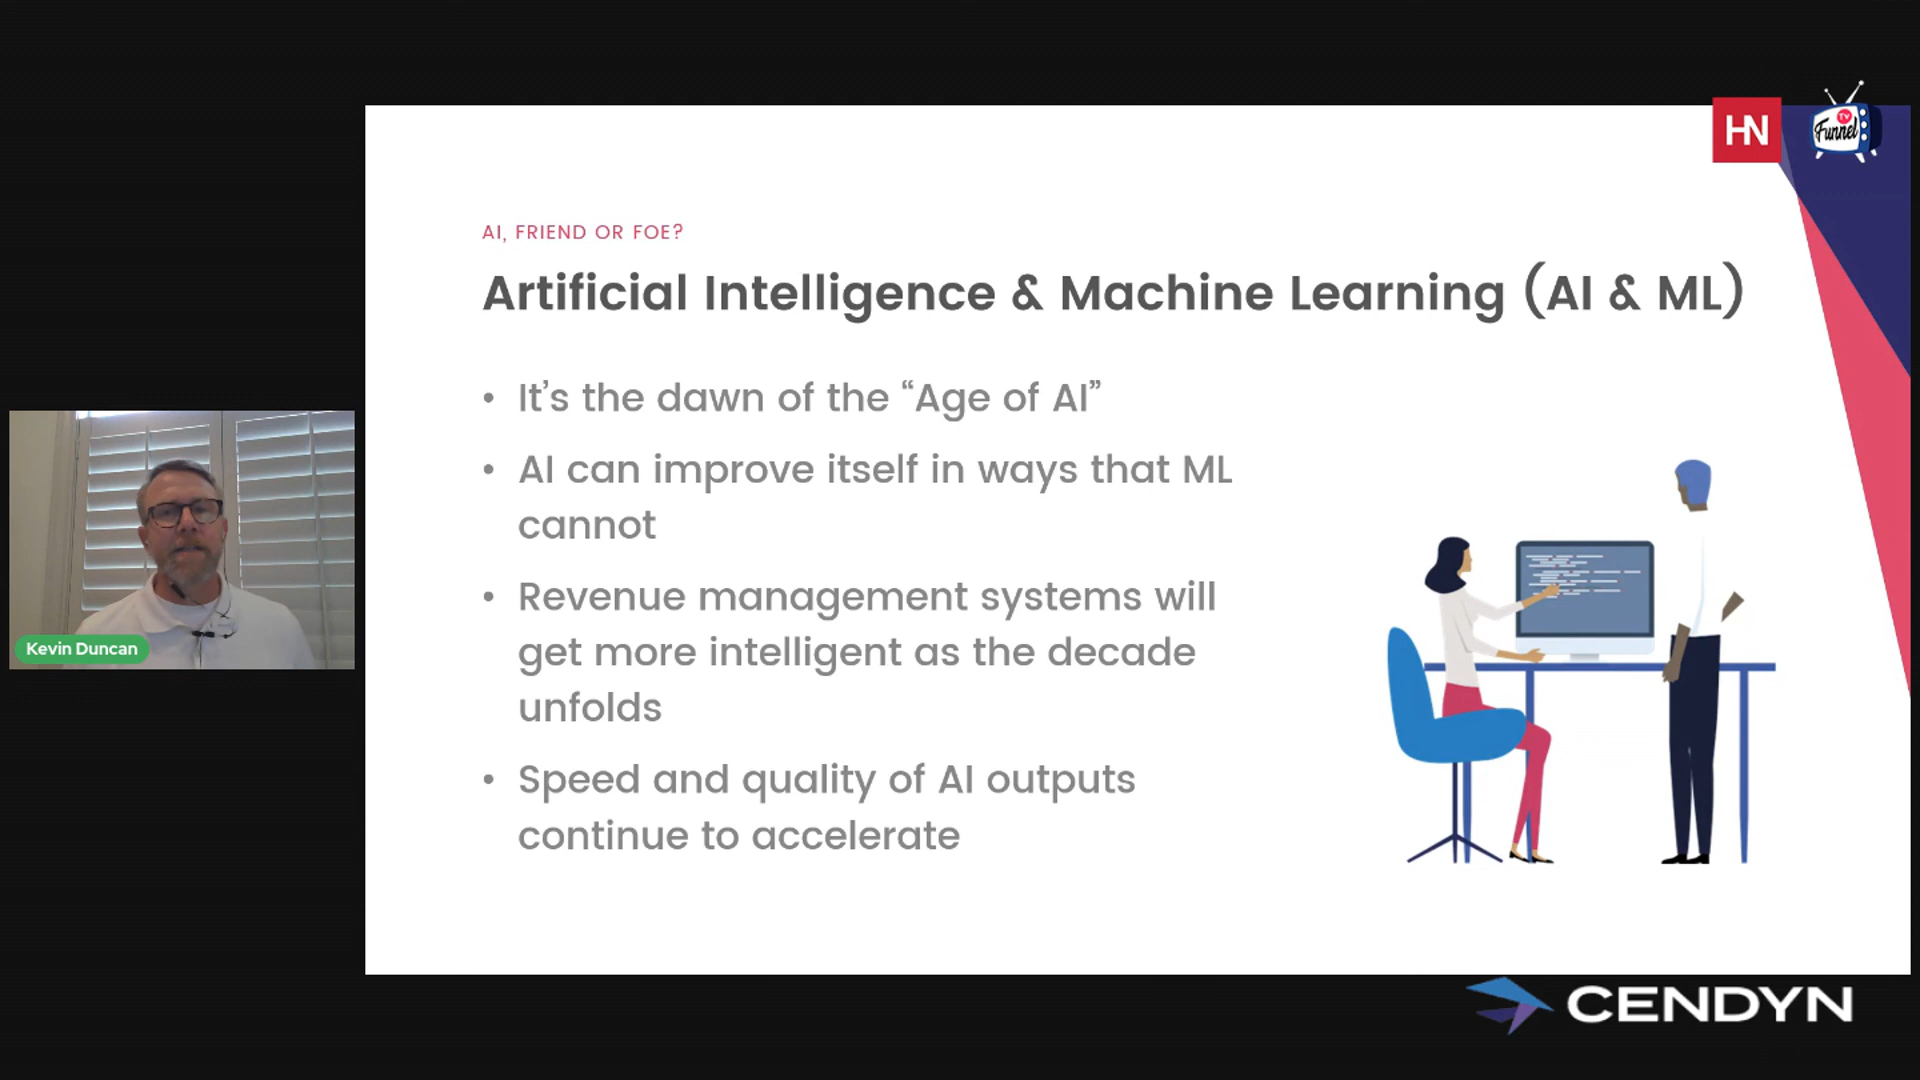 HN
TV
Funnel
AI, FRIEND OR FOE?
Artificial Intelligence & Machine Learning (AI & ML)
• It’s the dawn of the “Age of AI”
• AI can improve itself in ways that ML
cannot
• Revenue management systems will
get more intelligent as the decade
unfolds
• Speed and quality of AI outputs
continue to accelerate
Kevin Duncan
CENDYN